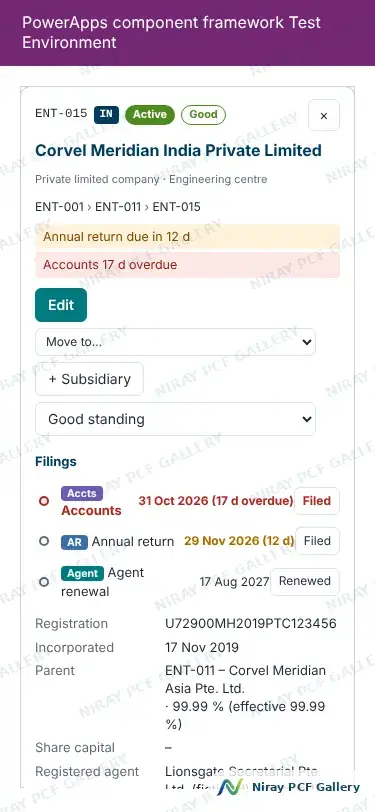 PowerApps component framework Test
Environment
ENT-015 IN Active Good ×
Corvel Meridian India Private Limited
Private limited company · Engineering centre
ENT-001 › ENT-011 › ENT-015
Annual return due in 12 d
Accounts 17 d overdue
Edit
Move to...
+ Subsidiary
Good standing
Filings
Accts Accounts 31 Oct 2026 (17 d overdue) Filed
AR Annual return 29 Nov 2026 (12 d) Filed
Agent Agent renewal 17 Aug 2027 Renewed
Registration U72900MH2019PTC123456
Incorporated 17 Nov 2019
Parent ENT-011 – Corvel Meridian
Asia Pte. Ltd.
· 99.99 % (effective 99.99
%)
Share capital –
Registered agent Lionsgate Secretarial Pte.
Ltd.
Niray PCF Gallery
NIRAY PCF GALLERY